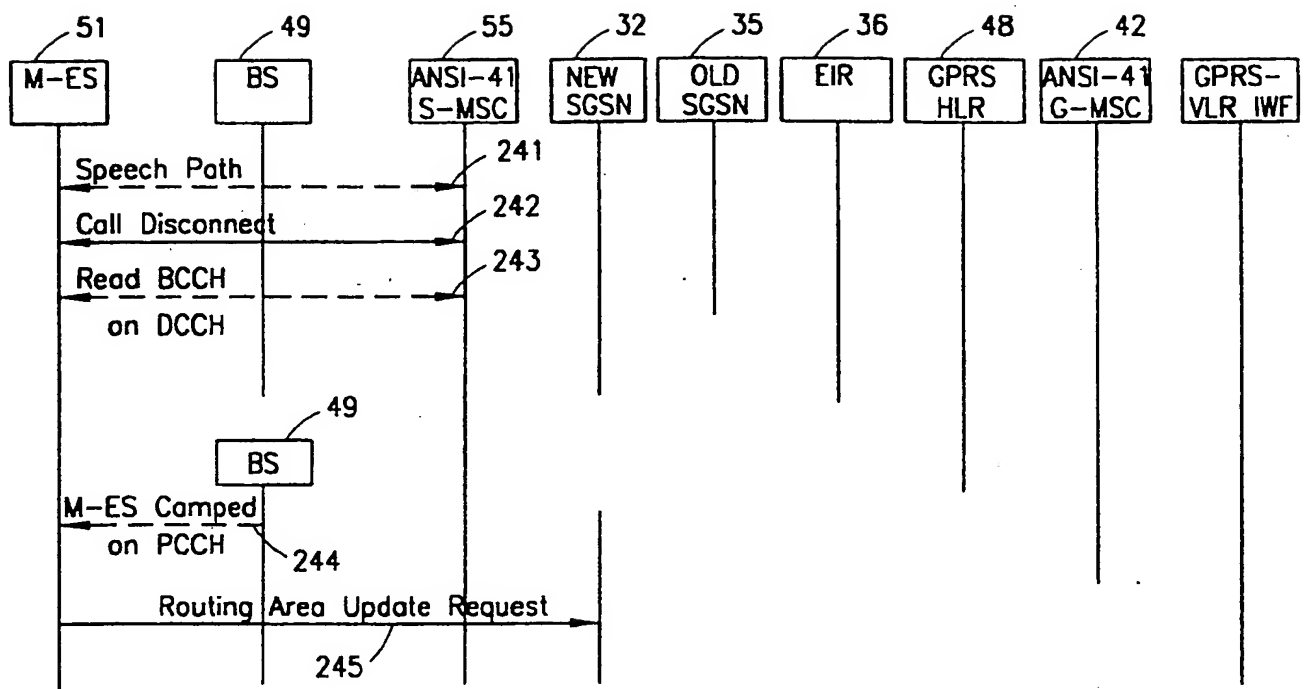 51
49
55
32
35
36
48
42
M-ES
BS
ANSI-41
S-MSC
NEW
SGSN
OLD
SGSN
EIR
GPRS
HLR
ANSI-41
G-MSC
GPRS-
VLR IWF
Speech Path
241
Call Disconnect
242
Read BCCH
on DCCH
243
49
BS
M-ES Camped
on PCCH
244
Routing Area Update Request
245